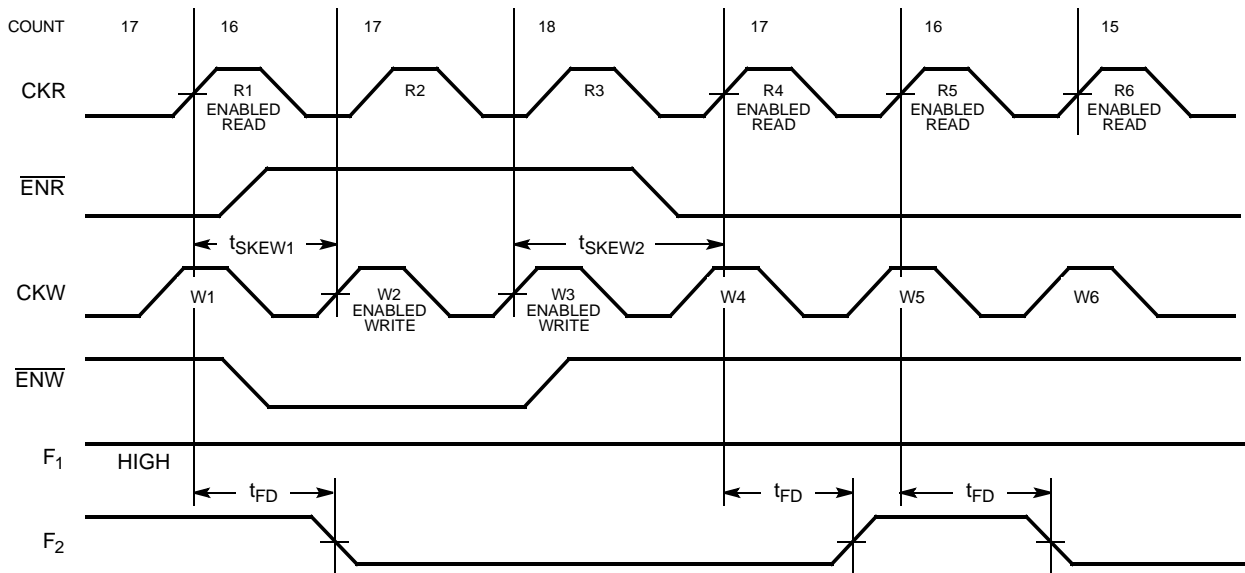 COUNT 17 16 17 18 17 16 15
CKR R1 R2 R3 R4 R5 R6
ENABLED ENABLED ENABLED ENABLED
READ READ READ READ
ENR
tSKEW1 tSKEW2
CKW W1 W2 W3 W4 W5 W6
ENABLED ENABLED
WRITE WRITE
ENW
F1 HIGH
tFD tFD tFD
F2